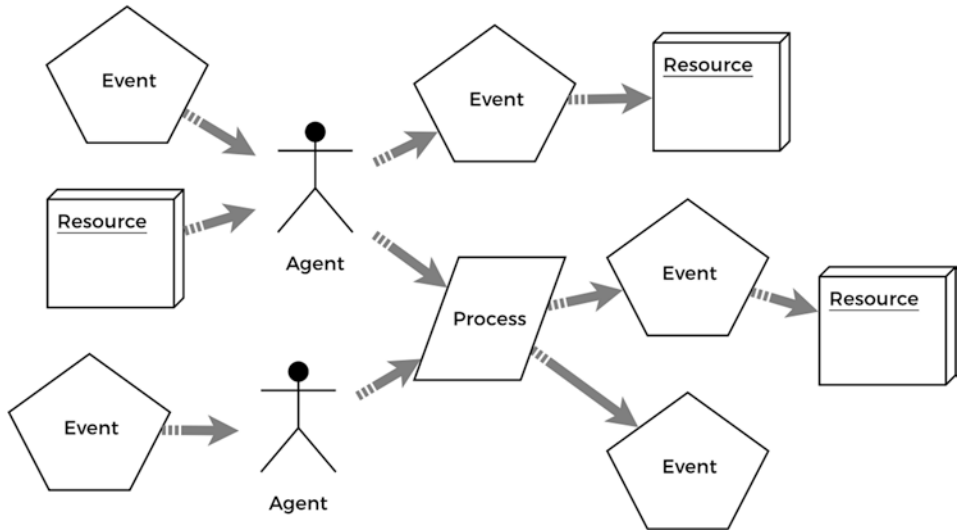 Event
Event
Resource
Resource
Agent
Event
Resource
Process
Event
Agent
Event